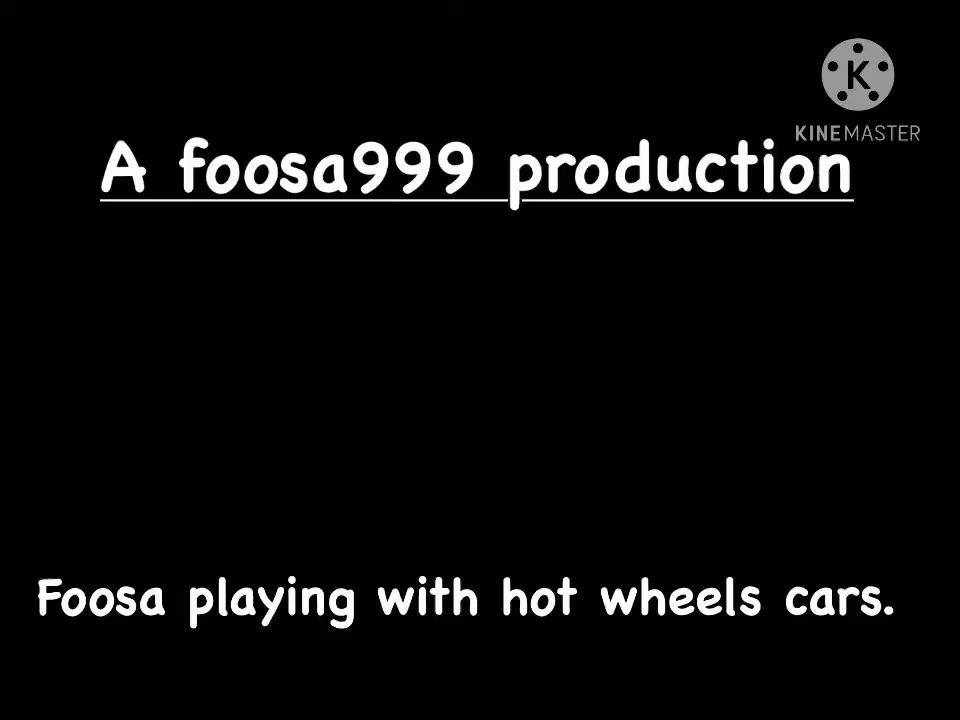 K
KINEMASTER
A foosa999 production
Foosa playing with hot wheels cars.